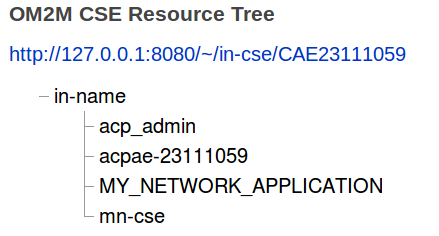 OM2M CSE Resource Tree
http://127.0.0.1:8080/~/in-cse/CAE23111059
in-name
acp_admin
acpae-23111059
MY_NETWORK_APPLICATION
mn-cse